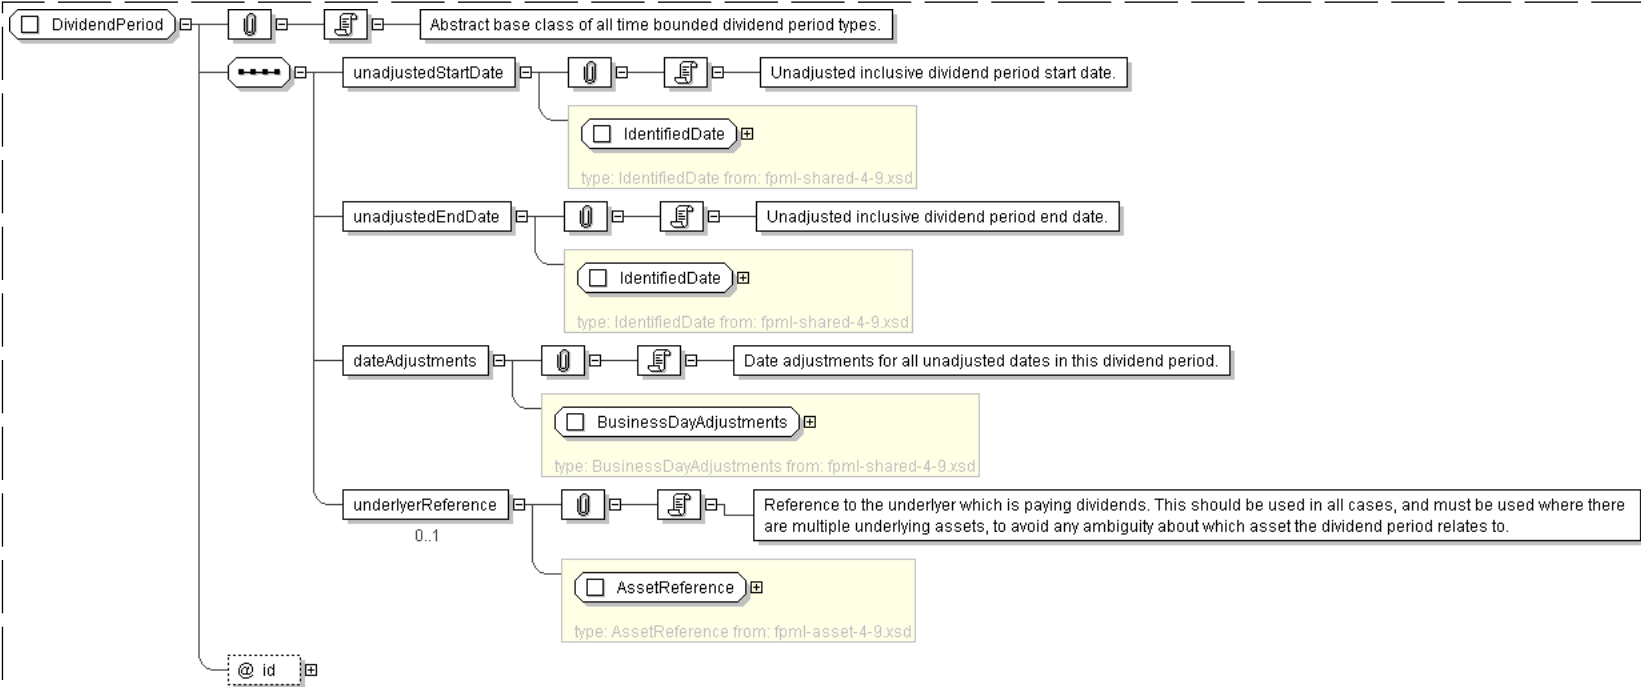 DividendPeriod
Abstract base class of all time bounded dividend period types.
unadjustedStartDate
Unadjusted inclusive dividend period start date.
IdentifiedDate
type: IdentifiedDate from: fpml-shared-4-9.xsd
unadjustedEndDate
Unadjusted inclusive dividend period end date.
IdentifiedDate
type: IdentifiedDate from: fpml-shared-4-9.xsd
dateAdjustments
Date adjustments for all unadjusted dates in this dividend period.
BusinessDayAdjustments
type: BusinessDayAdjustments from: fpml-shared-4-9.xsd
underlyerReference
0..1
Reference to the underlyer which is paying dividends. This should be used in all cases, and must be used where there
are multiple underlying assets, to avoid any ambiguity about which asset the dividend period relates to.
AssetReference
type: AssetReference from: fpml-asset-4-9.xsd
@ id